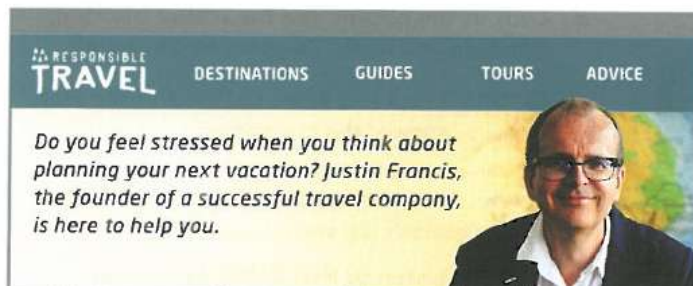 RESPONSIBLE
TRAVEL
DESTINATIONS GUIDES TOURS ADVICE
Do you feel stressed when you think about
planning your next vacation? Justin Francis,
the founder of a successful travel company,
is here to help you.